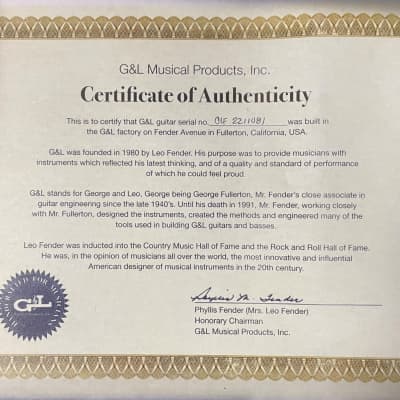 G&L Musical Products, Inc.
Certificate of Authenticity
This is to certify that G&L guitar serial no. CLF 2211081 was built in
the G&L factory on Fender Avenue in Fullerton, California, USA.
G&L was founded in 1980 by Leo Fender. His purpose was to provide musicians with
instruments which reflected his latest thinking, and of a quality and standard of performance
of which he could feel proud.
G&L stands for George and Leo, George being George Fullerton, Mr. Fender's close associate in
guitar engineering since the late 1940's. Until his death in 1991, Mr. Fender, working closely
with Mr. Fullerton, designed the instruments, created the methods and engineered many of the
tools used in building G&L guitars and basses.
Leo Fender was inducted into the Country Music Hall of Fame and the Rock and Roll Hall of Fame.
He was, in the opinion of musicians all over the world, the most innovative and influential
American designer of musical instruments in the 20th century.
G&L
Phyllis M. Fender
Phyllis Fender (Mrs. Leo Fender)
Honorary Chairman
G&L Musical Products, Inc.